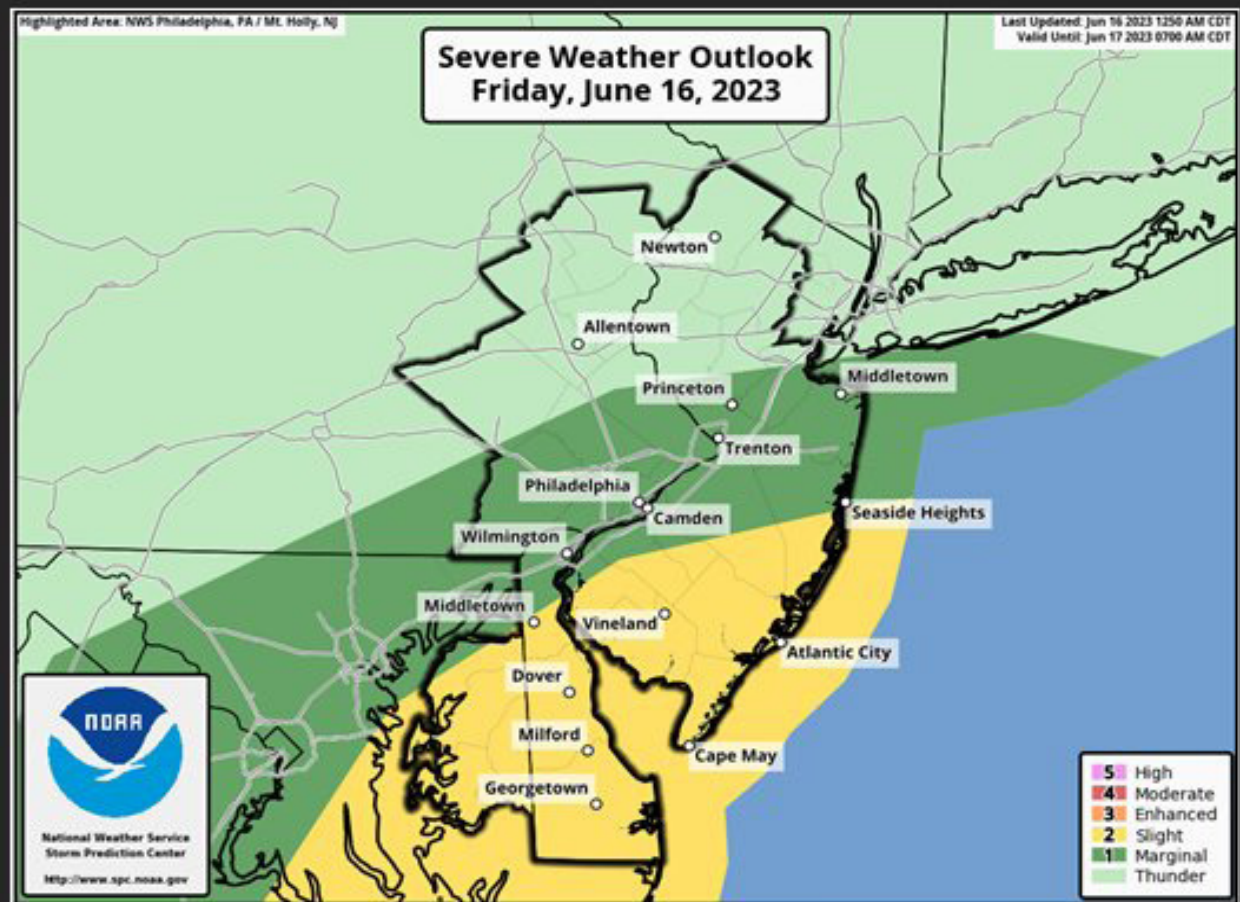 Highlighted Area: NWS Philadelphia, PA / Mt. Holly, NJ
Last Updated: Jun 16 2023 1250 AM CDT
Valid Until: Jun 17 2023 0700 AM CDT
Severe Weather Outlook
Friday, June 16, 2023
Newton
Allentown
Princeton
Middletown
Trenton
Philadelphia
Camden
Seaside Heights
Wilmington
Middletown
Vineland
Atlantic City
Dover
Milford
Cape May
Georgetown
NOAA
National Weather Service
Storm Prediction Center
http://www.spc.noaa.gov
5 High
4 Moderate
3 Enhanced
2 Slight
1 Marginal
Thunder